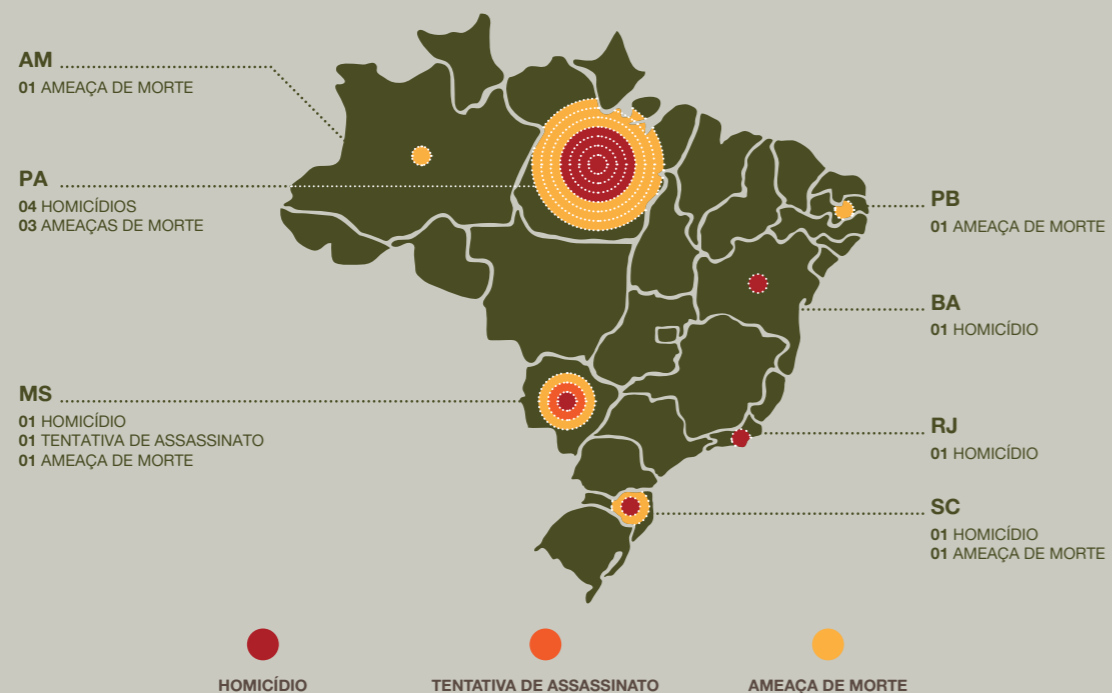 AM
01 AMEAÇA DE MORTE
PA
04 HOMICÍDIOS
03 AMEAÇAS DE MORTE
MS
01 HOMICÍDIO
01 TENTATIVA DE ASSASSINATO
01 AMEAÇA DE MORTE
PB
01 AMEAÇA DE MORTE
BA
01 HOMICÍDIO
RJ
01 HOMICÍDIO
SC
01 HOMICÍDIO
01 AMEAÇA DE MORTE
HOMICÍDIO
TENTATIVA DE ASSASSINATO
AMEAÇA DE MORTE